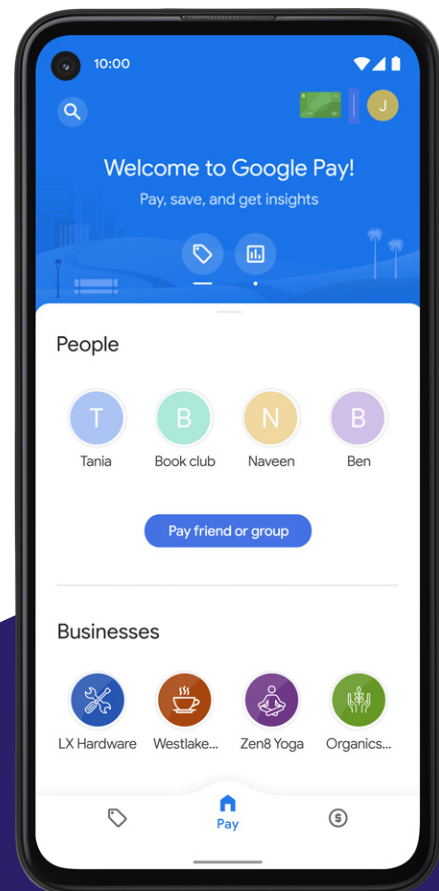 10:00
J
Welcome to Google Pay!
Pay, save, and get insights
People
T B N B
Tania Book club Naveen Ben
Pay friend or group
Businesses
LX Hardware Westlake... Zen8 Yoga Organics...
Pay